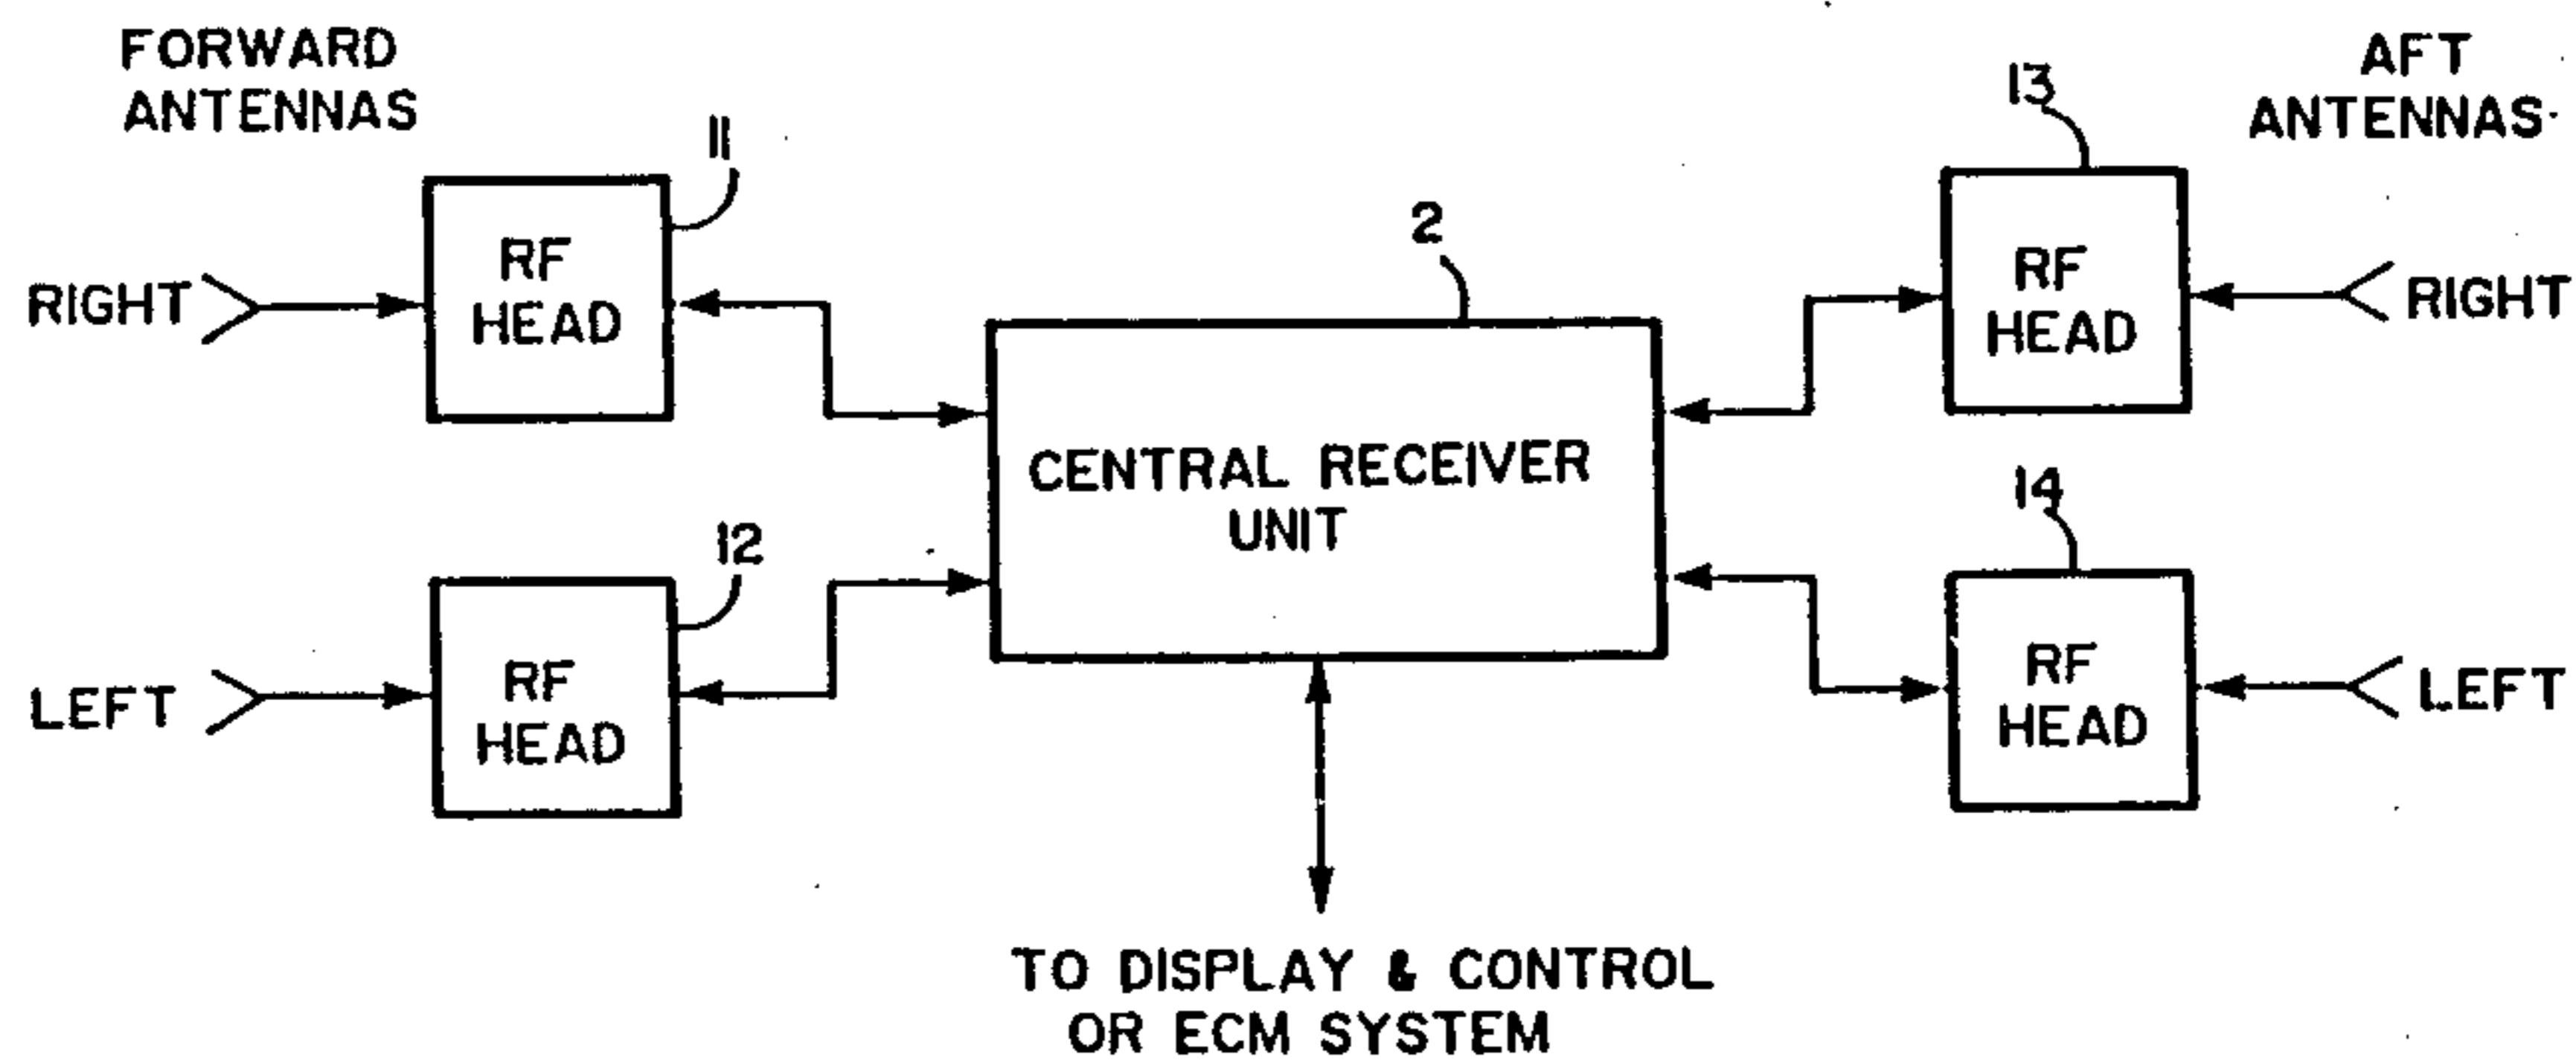 FORWARD
ANTENNAS
AFT
ANTENNAS
11
13
RIGHT
RF
HEAD
2
RF
HEAD
RIGHT
CENTRAL RECEIVER
UNIT
12
14
LEFT
RF
HEAD
RF
HEAD
LEFT
TO DISPLAY & CONTROL
OR ECM SYSTEM